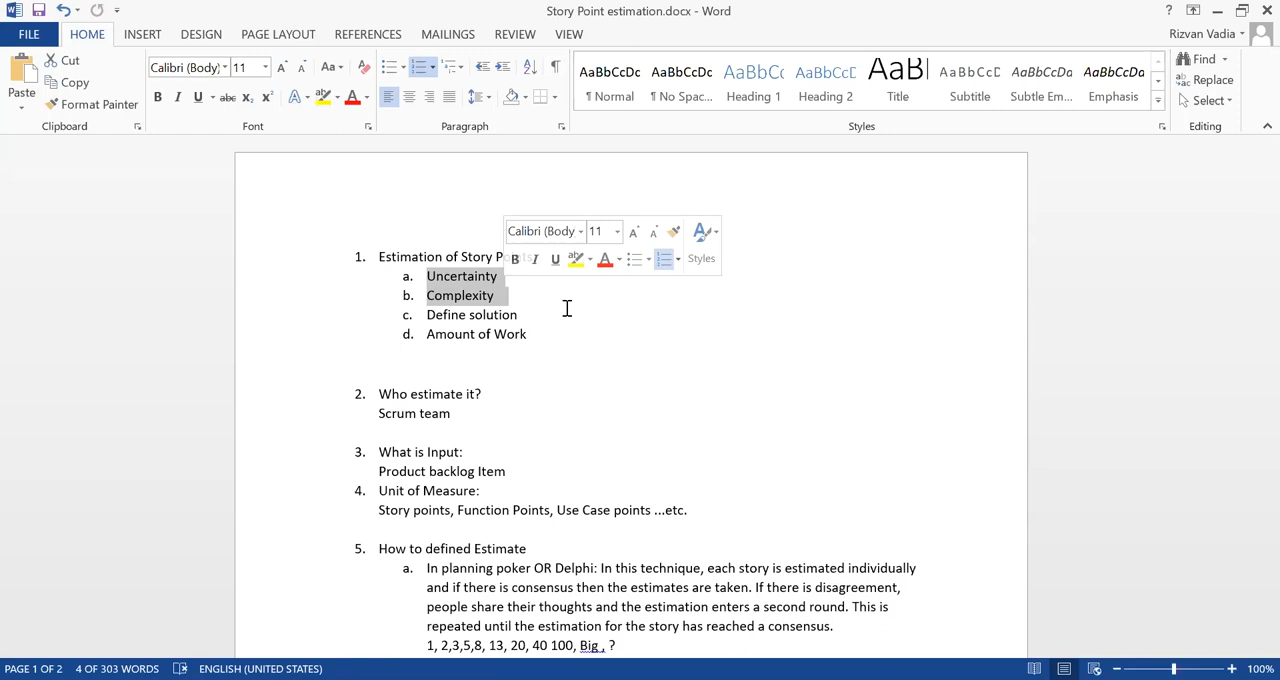 Story Point estimation.docx - Word
FILE HOME INSERT DESIGN PAGE LAYOUT REFERENCES MAILINGS REVIEW VIEW Rizvan Vadia
Paste
Cut
Copy
Format Painter
Calibri (Body) 11
Clipboard Font Paragraph Styles Editing
AaBbCcDc AaBbCcDc AaBbCc AaBbCcD AaBl AaBbCcD AaBbCcDc AaBbCcDc
¶ Normal ¶ No Spac... Heading 1 Heading 2 Title Subtitle Subtle Em... Emphasis
Find
Replace
Select
Calibri (Body 11
Styles
1. Estimation of Story Points
a. Uncertainty
b. Complexity
c. Define solution
d. Amount of Work
2. Who estimate it?
Scrum team
3. What is Input:
Product backlog Item
4. Unit of Measure:
Story points, Function Points, Use Case points ...etc.
5. How to defined Estimate
a. In planning poker OR Delphi: In this technique, each story is estimated individually
and if there is consensus then the estimates are taken. If there is disagreement,
people share their thoughts and the estimation enters a second round. This is
repeated until the estimation for the story has reached a consensus.
1, 2,3,5,8, 13, 20, 40 100, Big , ?
PAGE 1 OF 2 4 OF 303 WORDS ENGLISH (UNITED STATES) 100%